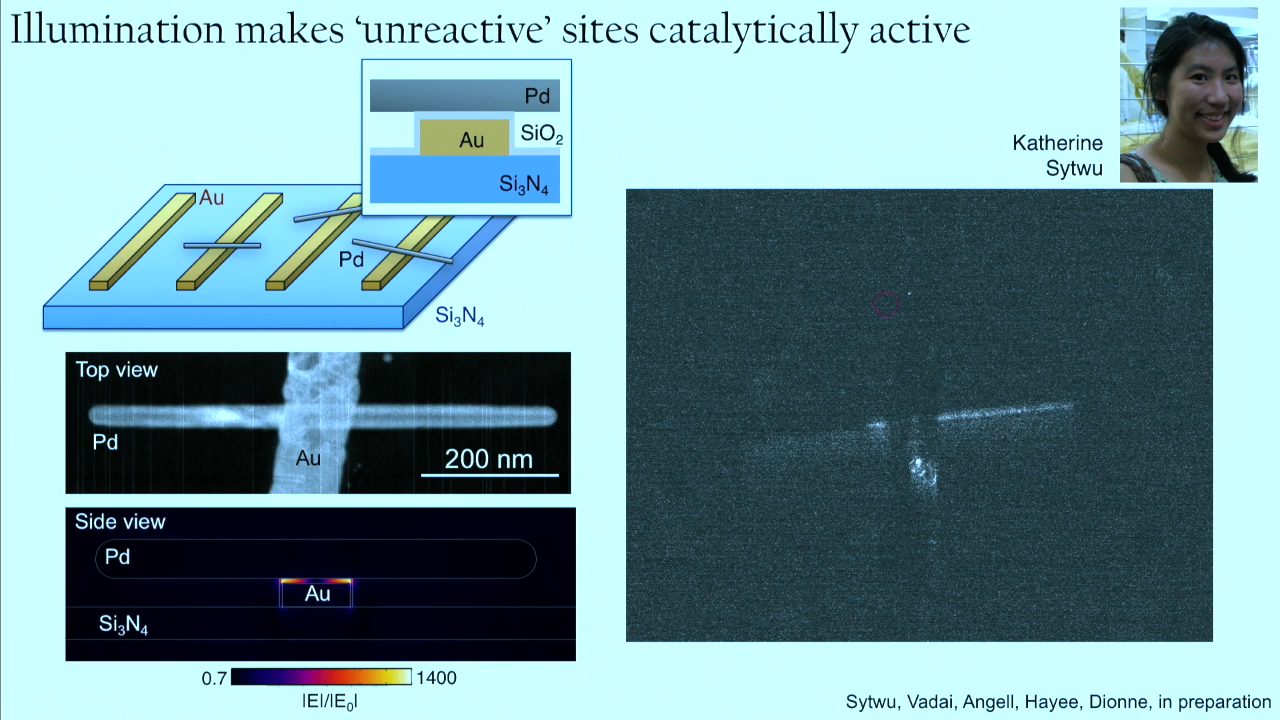 Illumination makes ‘unreactive’ sites catalytically active
Katherine
Sytwu
Pd
Au
SiO₂
Si₃N₄
Au
Pd
Si₃N₄
Top view
Pd
Au
200 nm
Side view
Pd
Au
Si₃N₄
0.7
1400
|E|/|E₀|
Sytwu, Vadai, Angell, Hayee, Dionne, in preparation